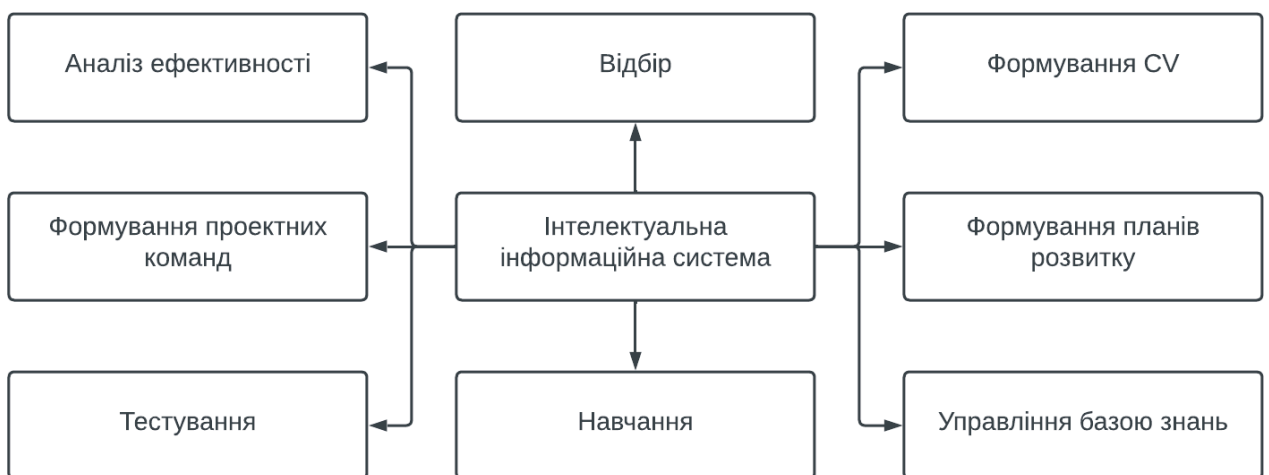 Аналіз ефективності
Відбір
Формування CV
Формування проектних
команд
Інтелектуальна
інформаційна система
Формування планів
розвитку
Тестування
Навчання
Управління базою знань